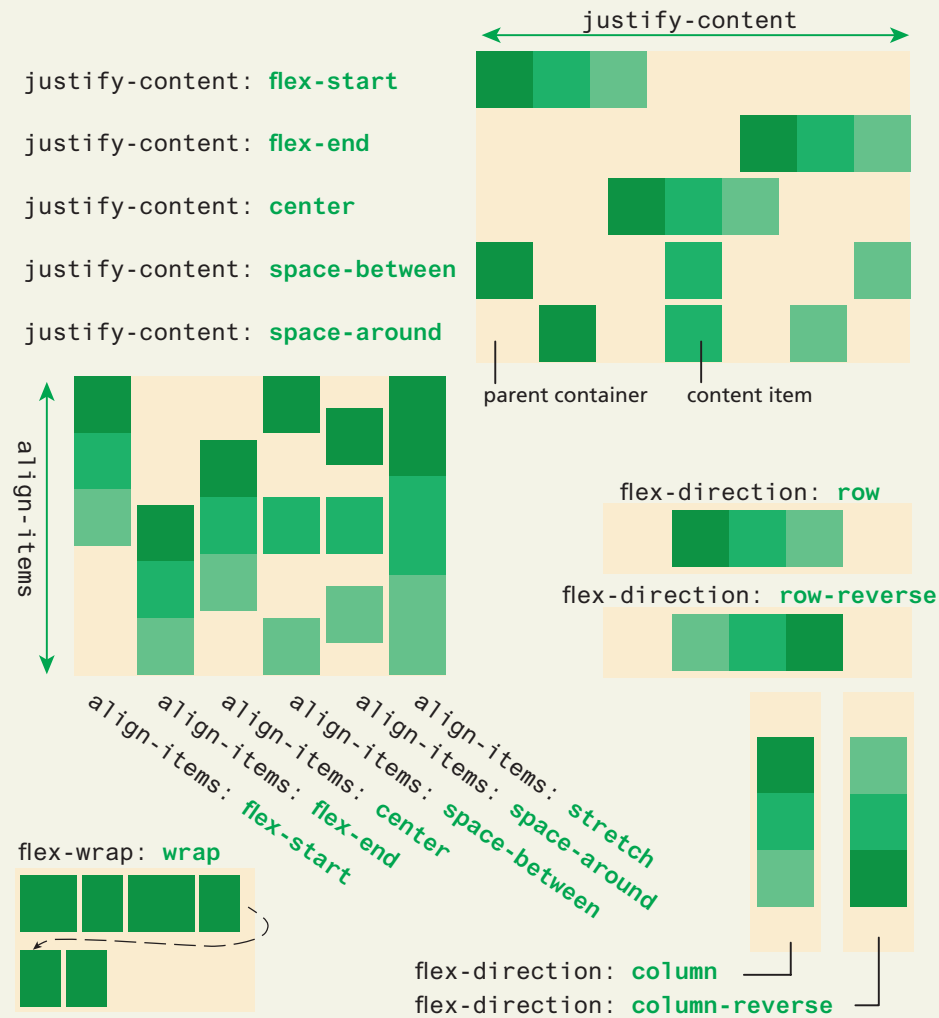 justify-content
justify-content: flex-start
justify-content: flex-end
justify-content: center
justify-content: space-between
justify-content: space-around
parent container
content item
align-items
flex-direction: row
flex-direction: row-reverse
align-items: flex-start
align-items: flex-end
align-items: center
align-items: space-between
align-items: space-around
align-items: stretch
flex-wrap: wrap
flex-direction: column
flex-direction: column-reverse